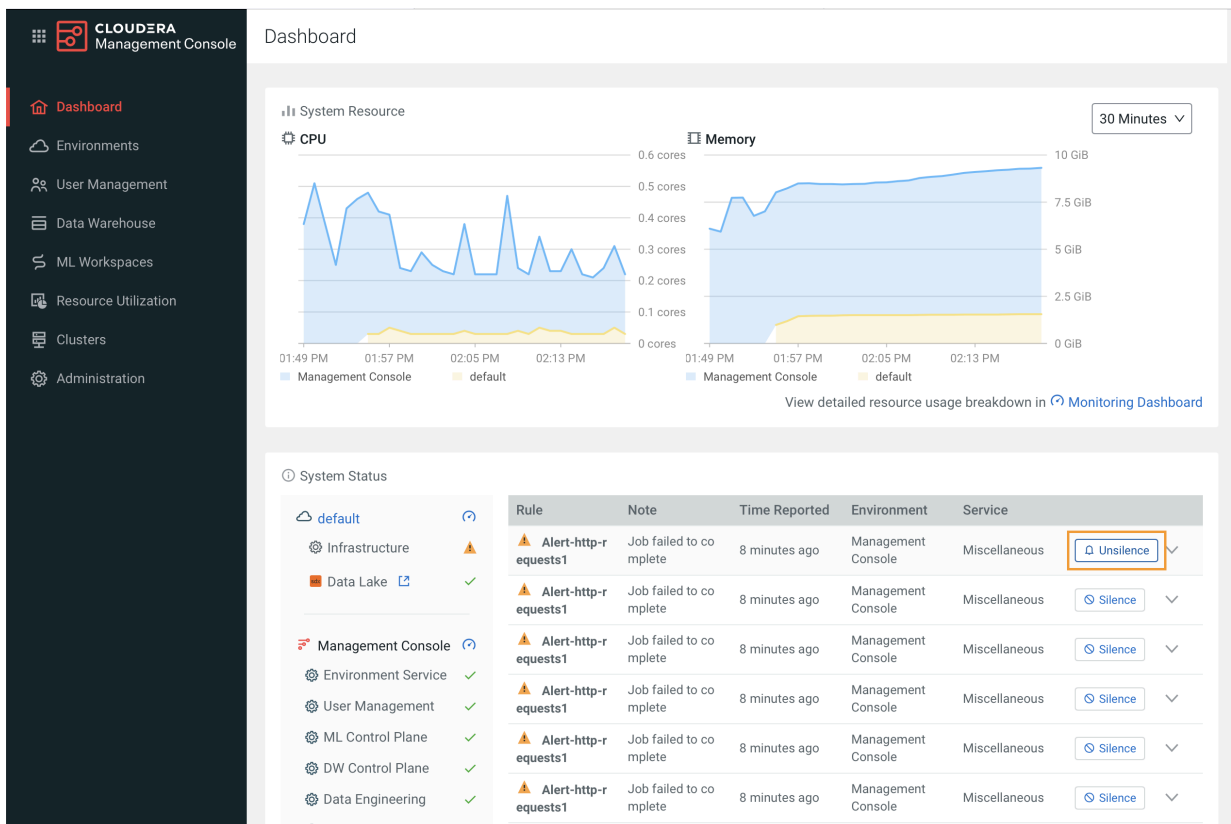 CLOUDERA
Management Console
Dashboard
Dashboard
Environments
User Management
Data Warehouse
ML Workspaces
Resource Utilization
Clusters
Administration
System Resource
30 Minutes
CPU
0.6 cores
0.5 cores
0.4 cores
0.3 cores
0.2 cores
0.1 cores
0 cores
01:49 PM 01:57 PM 02:05 PM 02:13 PM
Management Console default
Memory
10 GiB
7.5 GiB
5 GiB
2.5 GiB
0 GiB
01:49 PM 01:57 PM 02:05 PM 02:13 PM
Management Console default
View detailed resource usage breakdown in Monitoring Dashboard
System Status
default
Infrastructure
Data Lake
Management Console
Environment Service
User Management
ML Control Plane
DW Control Plane
Data Engineering
Rule Note Time Reported Environment Service
Alert-http-r Job failed to co Management
equests1 mplete 8 minutes ago Console Miscellaneous Unsilence
Alert-http-r Job failed to co Management
equests1 mplete 8 minutes ago Console Miscellaneous Silence
Alert-http-r Job failed to co Management
equests1 mplete 8 minutes ago Console Miscellaneous Silence
Alert-http-r Job failed to co Management
equests1 mplete 8 minutes ago Console Miscellaneous Silence
Alert-http-r Job failed to co Management
equests1 mplete 8 minutes ago Console Miscellaneous Silence
Alert-http-r Job failed to co Management
equests1 mplete 8 minutes ago Console Miscellaneous Silence